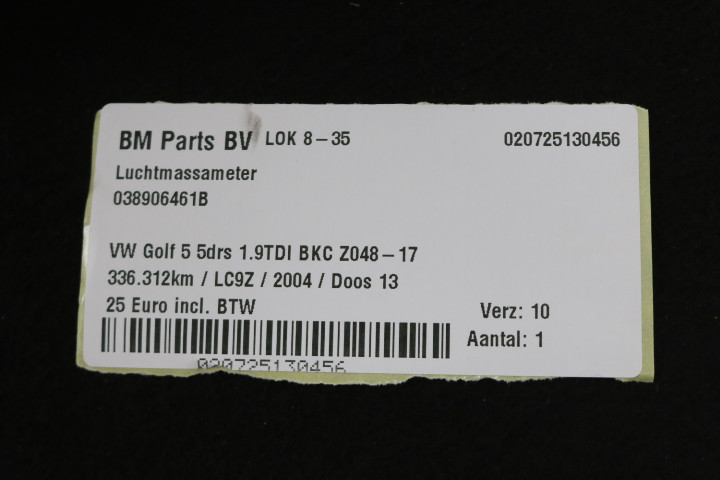 BM Parts BV LOK 8-35 020725130456
Luchtmassameter
038906461B
VW Golf 5 5drs 1.9TDI BKC Z048-17
336.312km / LC9Z / 2004 / Doos 13
25 Euro incl. BTW Verz: 10
Aantal: 1
020725130456